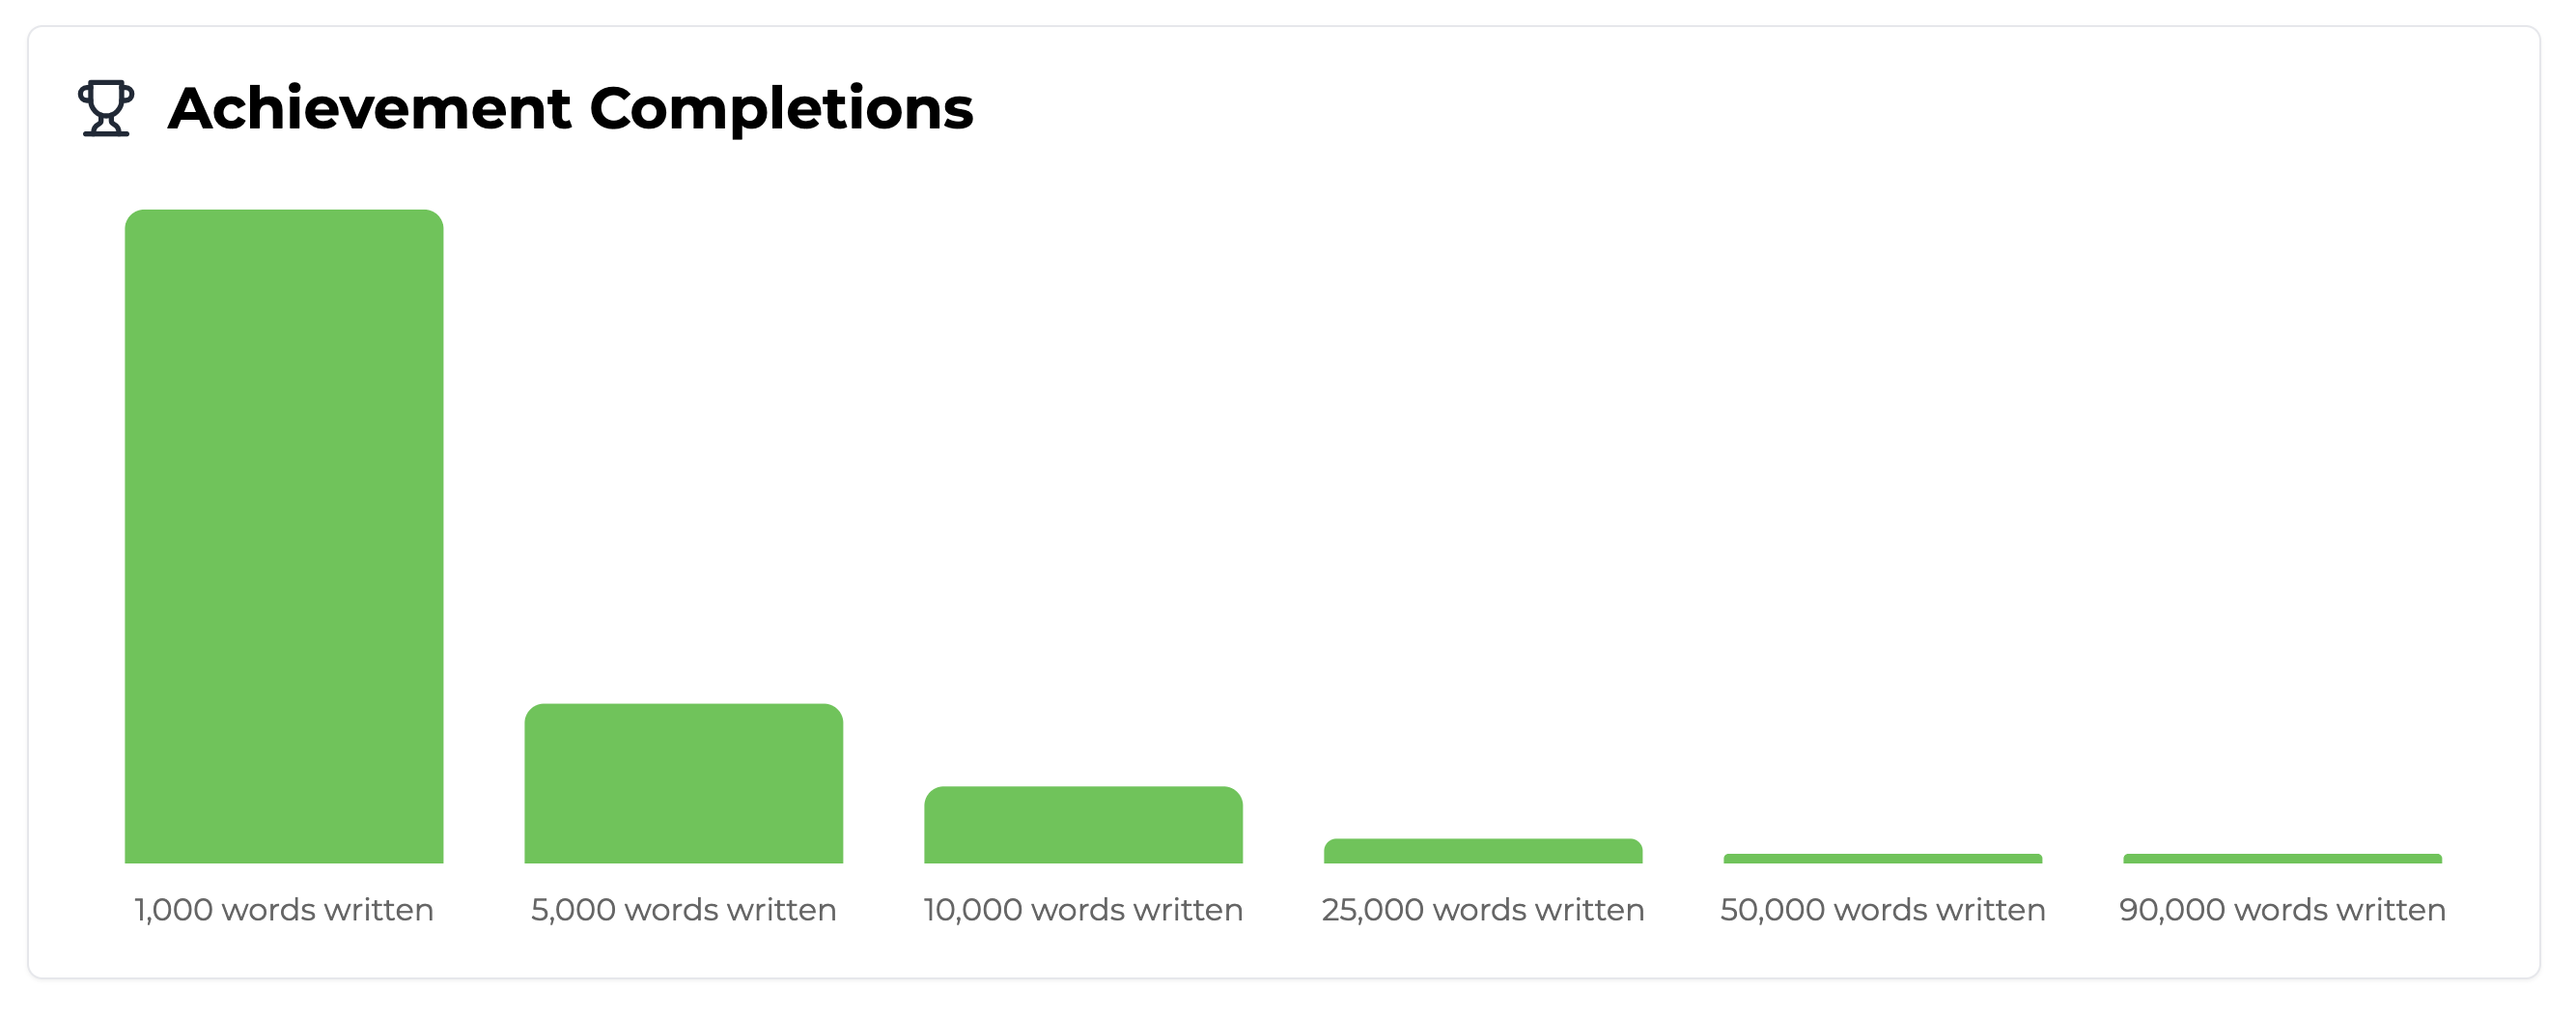 Achievement Completions
1,000 words written
5,000 words written
10,000 words written
25,000 words written
50,000 words written
90,000 words written